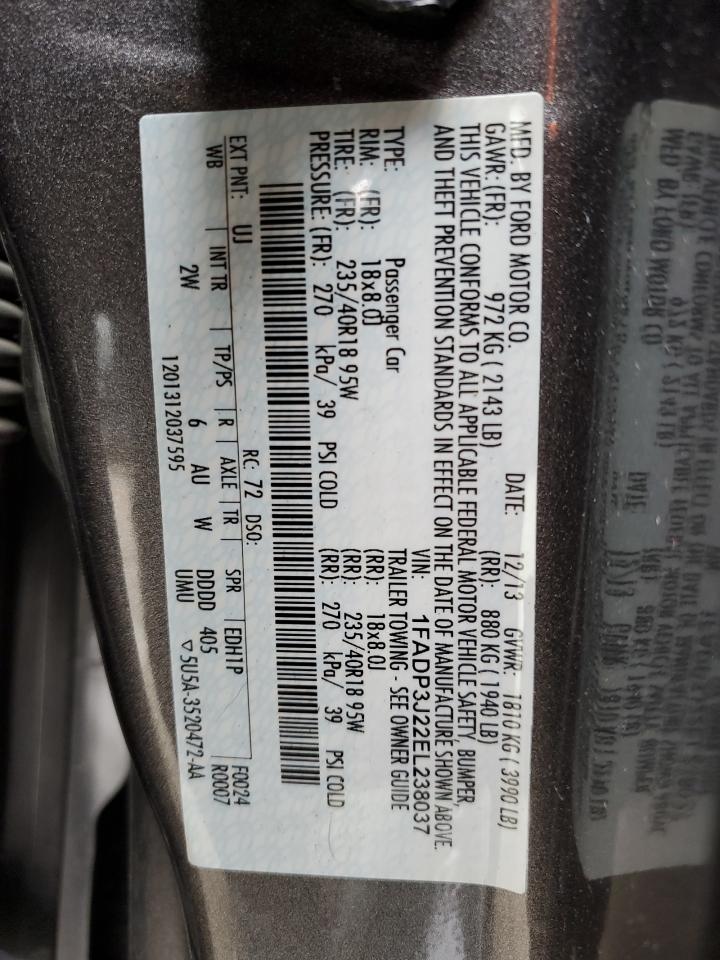 MFD. BY FORD MOTOR CO.
DATE: 12/13 GVWR: 1810 KG ( 3990 LB)
GAWR: (FR): 972 KG ( 2143 LB) (RR): 880 KG ( 1940 LB)
THIS VEHICLE CONFORMS TO ALL APPLICABLE FEDERAL MOTOR VEHICLE SAFETY, BUMPER,
AND THEFT PREVENTION STANDARDS IN EFFECT ON THE DATE OF MANUFACTURE SHOWN ABOVE.
VIN: 1FADP3J22EL238037
TYPE: Passenger Car TRAILER TOWING - SEE OWNER GUIDE
RIM: (FR): 18x8.0J (RR): 18x8.0J
TIRE: (FR): 235/40R18 95W (RR): 235/40R18 95W
PRESSURE: (FR): 270 kPa/ 39 PSI COLD (RR): 270 kPa/ 39 PSI COLD
RC: 72 DSO: F0024
EXT PNT: UJ R0007
WB INT TR TP/PS R AXLE TR SPR EDH1P
2W 6 AU W DDDD 405
1201312037595 UMU ▽5U5A-3520472-AA